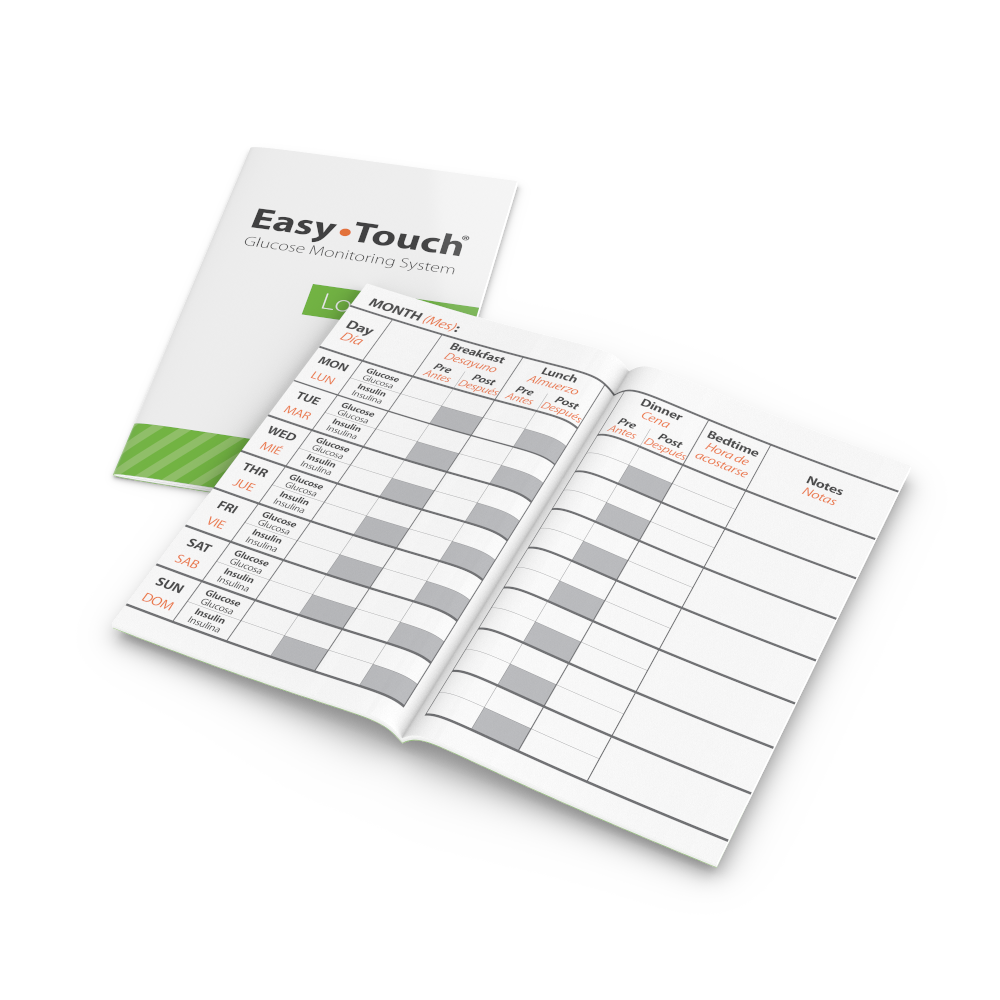 Easy•Touch®
Glucose Monitoring System
MONTH (Mes):
Day
Día
Breakfast
Desayuno
Pre Post
Antes Después
Lunch
Almuerzo
Pre Post
Antes Después
Dinner
Cena
Pre Post
Antes Después
Bedtime
Hora de
acostarse
Notes
Notas
MON
LUN
Glucose
Glucosa
Insulin
Insulina
TUE
MAR
Glucose
Glucosa
Insulin
Insulina
WED
MIÉ
Glucose
Glucosa
Insulin
Insulina
THR
JUE
Glucose
Glucosa
Insulin
Insulina
FRI
VIE
Glucose
Glucosa
Insulin
Insulina
SAT
SAB
Glucose
Glucosa
Insulin
Insulina
SUN
DOM
Glucose
Glucosa
Insulin
Insulina